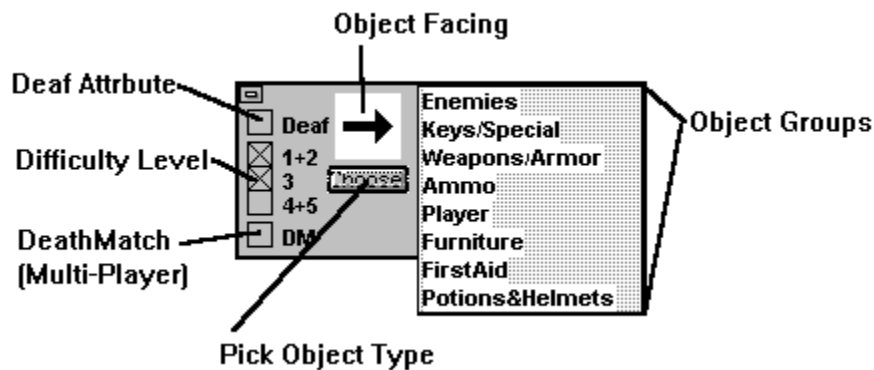 Object Facing
Deaf Attrbute
Deaf
Enemies
Keys/Special
Object Groups
Difficulty Level
1+2
Weapons/Armor
3
Choose
Ammo
4+5
Player
DeathMatch
(Multi-Player)
DM
Furniture
FirstAid
Potions&Helmets
Pick Object Type